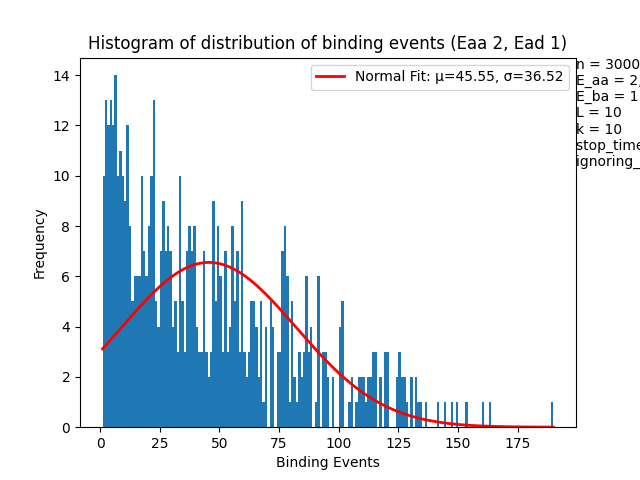 Histogram of distribution of binding events (Eaa 2, Ead 1)
Normal Fit: μ=45.55, σ=36.52
n = 3000
E_aa = 2,
E_ba = 1
L = 10
k = 10
stop_time
ignoring_
Frequency
14
12
10
8
6
4
2
0
0 25 50 75 100 125 150 175
Binding Events